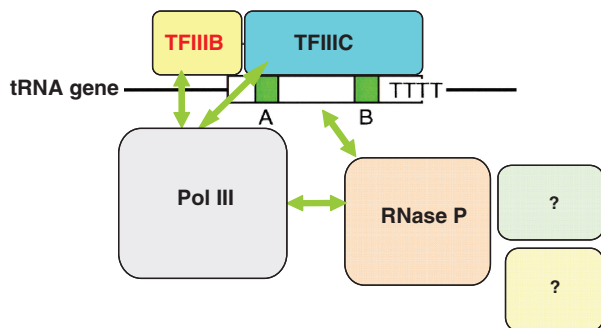 TFIIIB TFIIIC
tRNA gene TTTT
A B
Pol III
RNase P
?
?